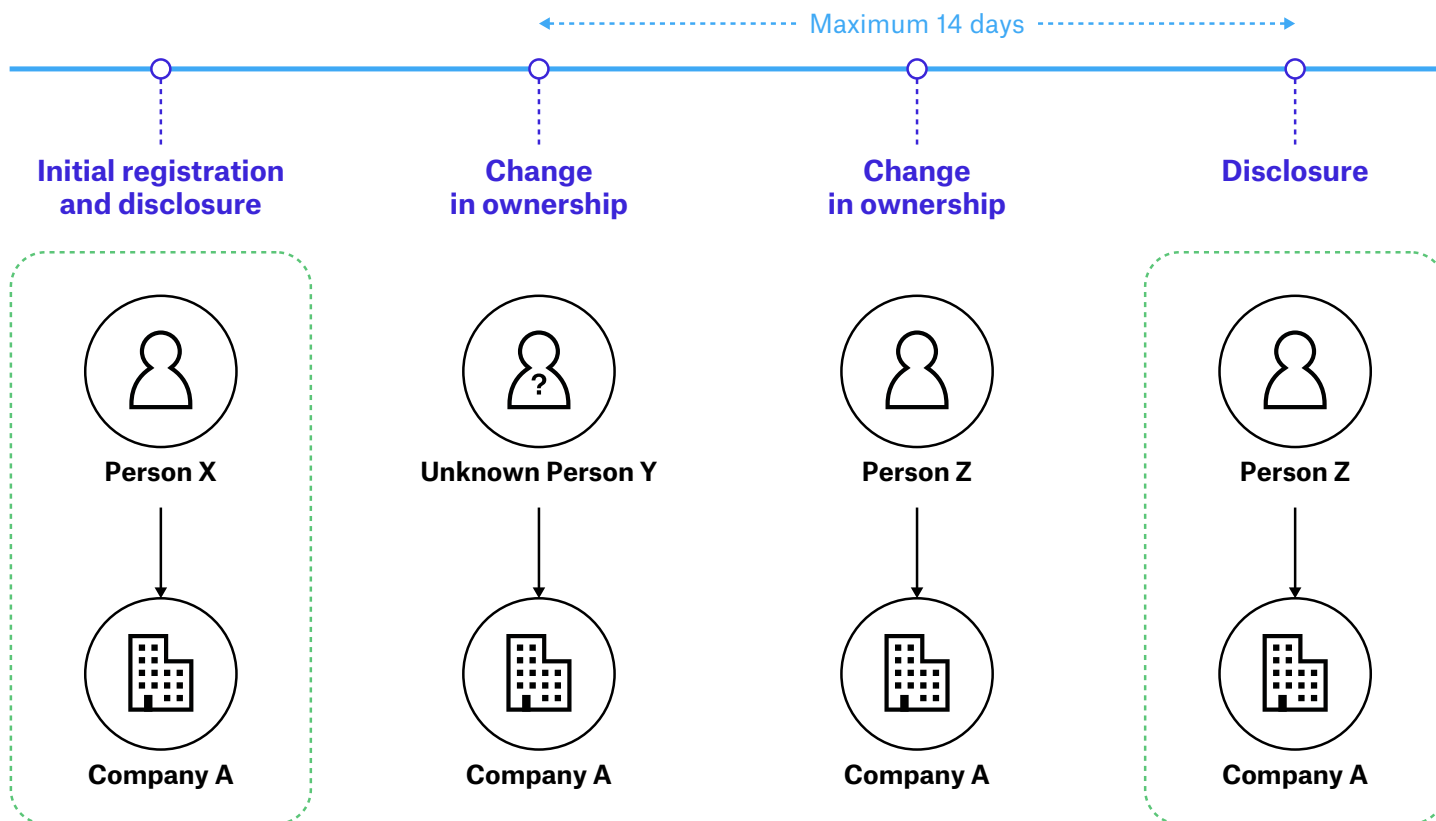 Maximum 14 days
Initial registration
and disclosure
Change
in ownership
Change
in ownership
Disclosure
?
Person X
Unknown Person Y
Person Z
Person Z
Company A
Company A
Company A
Company A